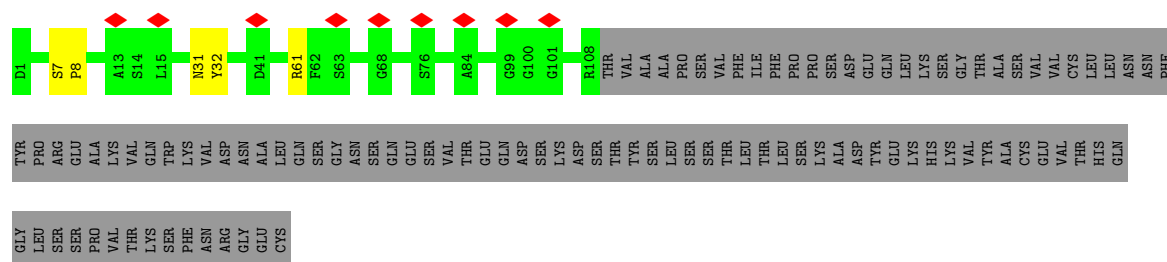 D1 S7 P8 A13 S14 L15 N31 Y32 D41 R61 F62 S63 G68 S76 A84 G99 G100 G101 R108 THR VAL ALA ALA PRO SER VAL PHE ILE PHE PRO PRO SER ASP GLU GLN LEU LYS SER GLY THR ALA SER VAL VAL CYS LEU LEU ASN ASN PHE
TYR PRO ARG GLU ALA LYS VAL GLN TRP LYS VAL ASP ASN ALA LEU GLN SER GLY ASN SER GLN GLU SER VAL THR GLU GLN ASP SER LYS ASP SER THR TYR SER LEU SER SER THR LEU THR LEU SER LYS ALA ASP TYR GLU LYS HIS LYS VAL TYR ALA CYS GLU VAL THR HIS GLN
GLY LEU SER SER PRO VAL THR LYS SER PHE ASN ARG GLY GLU CYS